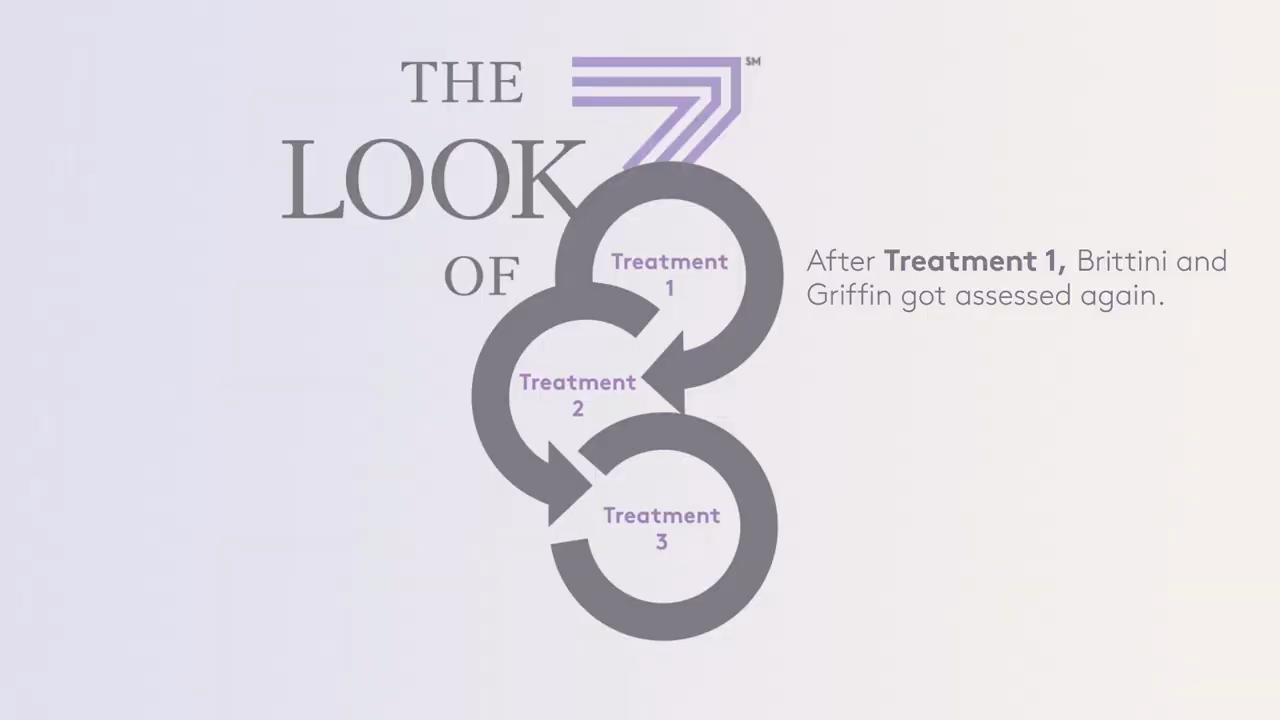 THE
LOOK
OF
3
SM
Treatment
1
After Treatment 1, Brittini and
Griffin got assessed again.
Treatment
2
Treatment
3